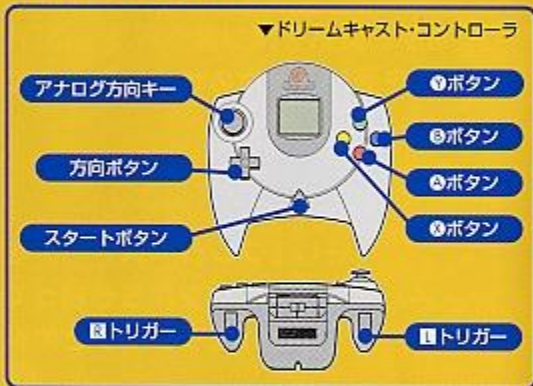 ▼ドリームキャスト・コントローラ
アナログ方向キー
Ⓨボタン
Ⓑボタン
方向ボタン
Ⓐボタン
スタートボタン
Ⓧボタン
🆁トリガー
🅻トリガー